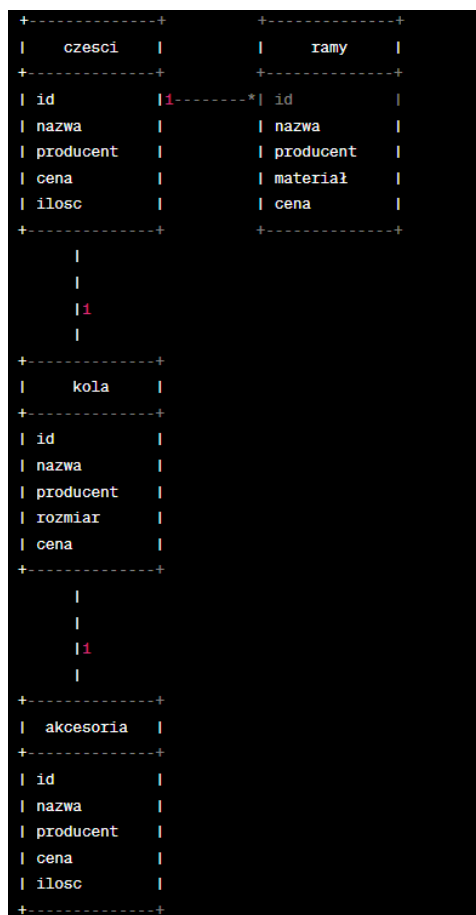 +--------------+          +--------------+
|    czesci    |          |     ramy     |
+--------------+          +--------------+
| id           |1--------*| id           |
| nazwa        |          | nazwa        |
| producent    |          | producent    |
| cena         |          | materiał     |
| ilosc        |          | cena         |
+--------------+          +--------------+
      |
      |
      |1
      |
+--------------+
|     kola     |
+--------------+
| id           |
| nazwa        |
| producent    |
| rozmiar      |
| cena         |
+--------------+
      |
      |
      |1
      |
+--------------+
|  akcesoria   |
+--------------+
| id           |
| nazwa        |
| producent    |
| cena         |
| ilosc        |
+--------------+